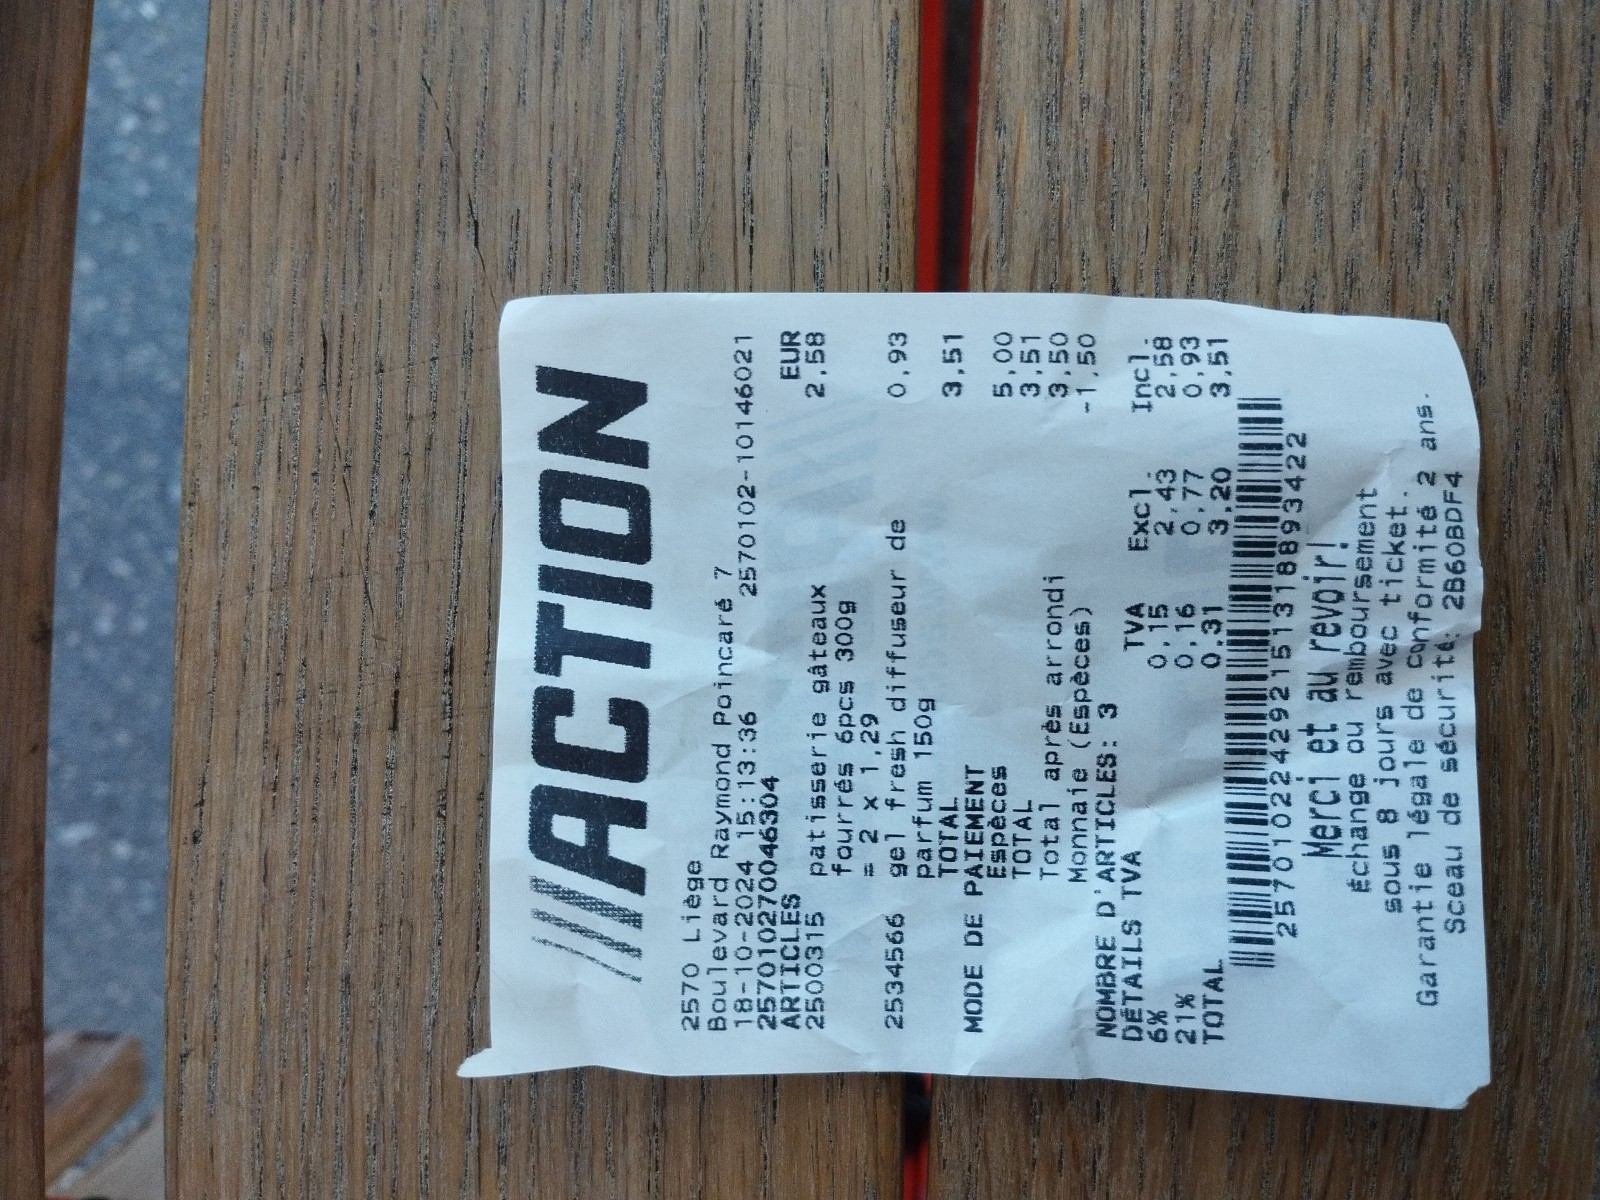 ACTION
2570 Liège
Boulevard Raymond Poincaré 7
18-10-2024 15:13:36 2570102-10146021
257010270046304
ARTICLES EUR
2500315 patisserie gâteaux 2,58
fourrés 6pcs 300g
= 2 x 1,29
2534566 gel fresh diffuseur de 0,93
parfum 150g
TOTAL 3,51
MODE DE PAIEMENT
Espèces 5,00
TOTAL 3,51
Total après arrondi 3,50
Monnaie (Espèces) -1,50
NOMBRE D'ARTICLES: 3
DÉTAILS TVA TVA Excl. Incl.
6% 0,15 2,43 2,58
21% 0,16 0,77 0,93
TOTAL 0,31 3,20 3,51
2570102242921513188934422
Merci et au revoir!
Échange ou remboursement
sous 8 jours avec ticket.
Garantie légale de conformité 2 ans.
Sceau de sécurité: 2B60BDF4